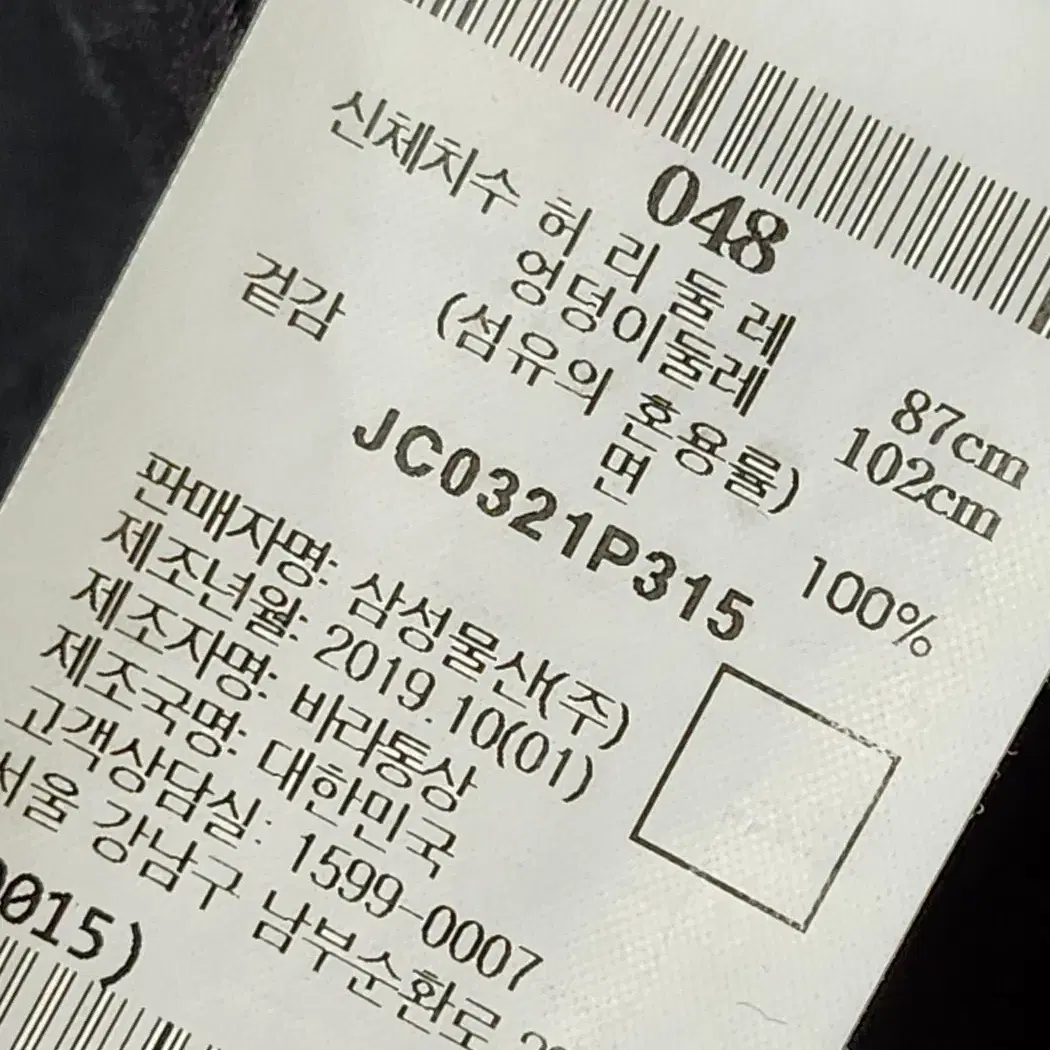 048
신체치수 허 리 둘 레 87cm
엉덩이둘레 102cm
겉감 (섬유의 혼용률)
면 100%
JC0321P315
판매자명: 삼성물산(주)
제조년월: 2019.10(01)
제조자명: 바라통상
제조국명: 대한민국
고객상담실: 1599-0007
서울 강남구 남부순환로
0015)